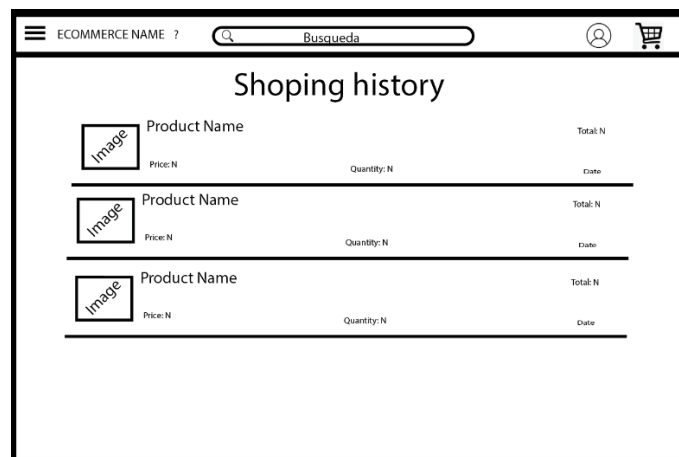 ECOMMERCE NAME ?
Busqueda
Shoping history
Image
Product Name
Total: N
Price: N
Quantity: N
Date
Image
Product Name
Total: N
Price: N
Quantity: N
Date
Image
Product Name
Total: N
Price: N
Quantity: N
Date